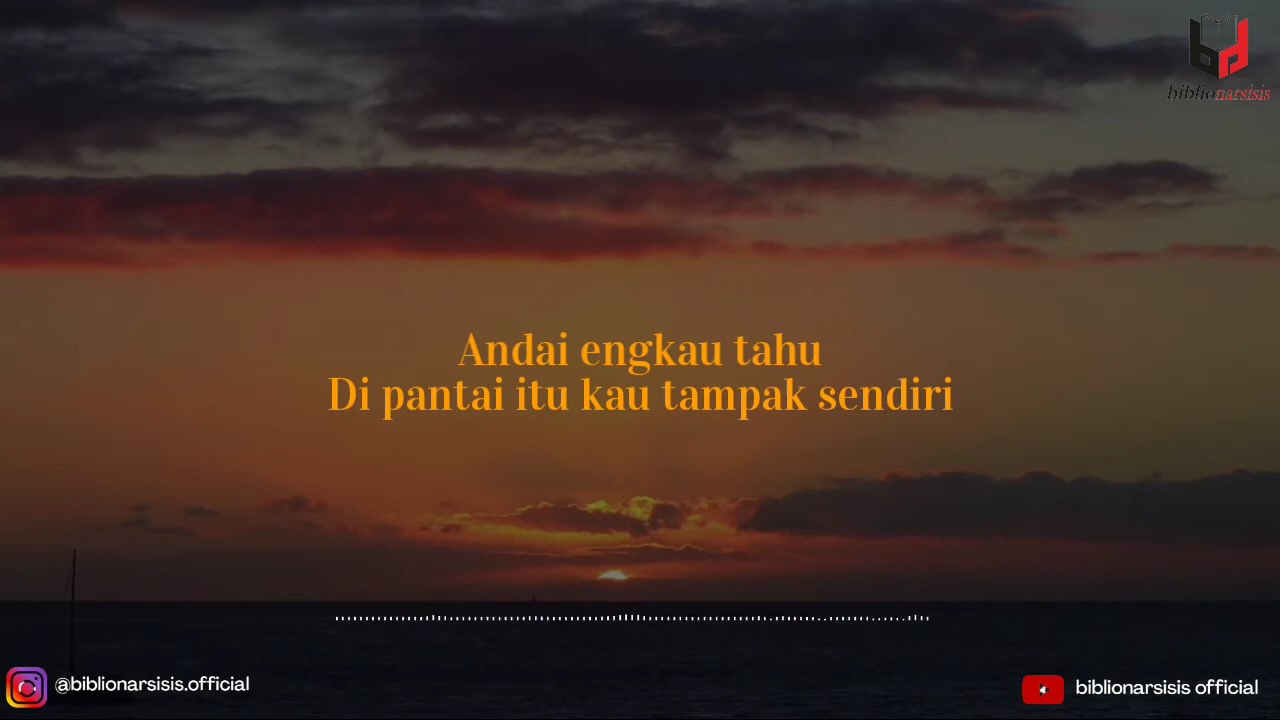 biblionarsisis
Andai engkau tahu
Di pantai itu kau tampak sendiri
@biblionarsisis.official
biblionarsisis official